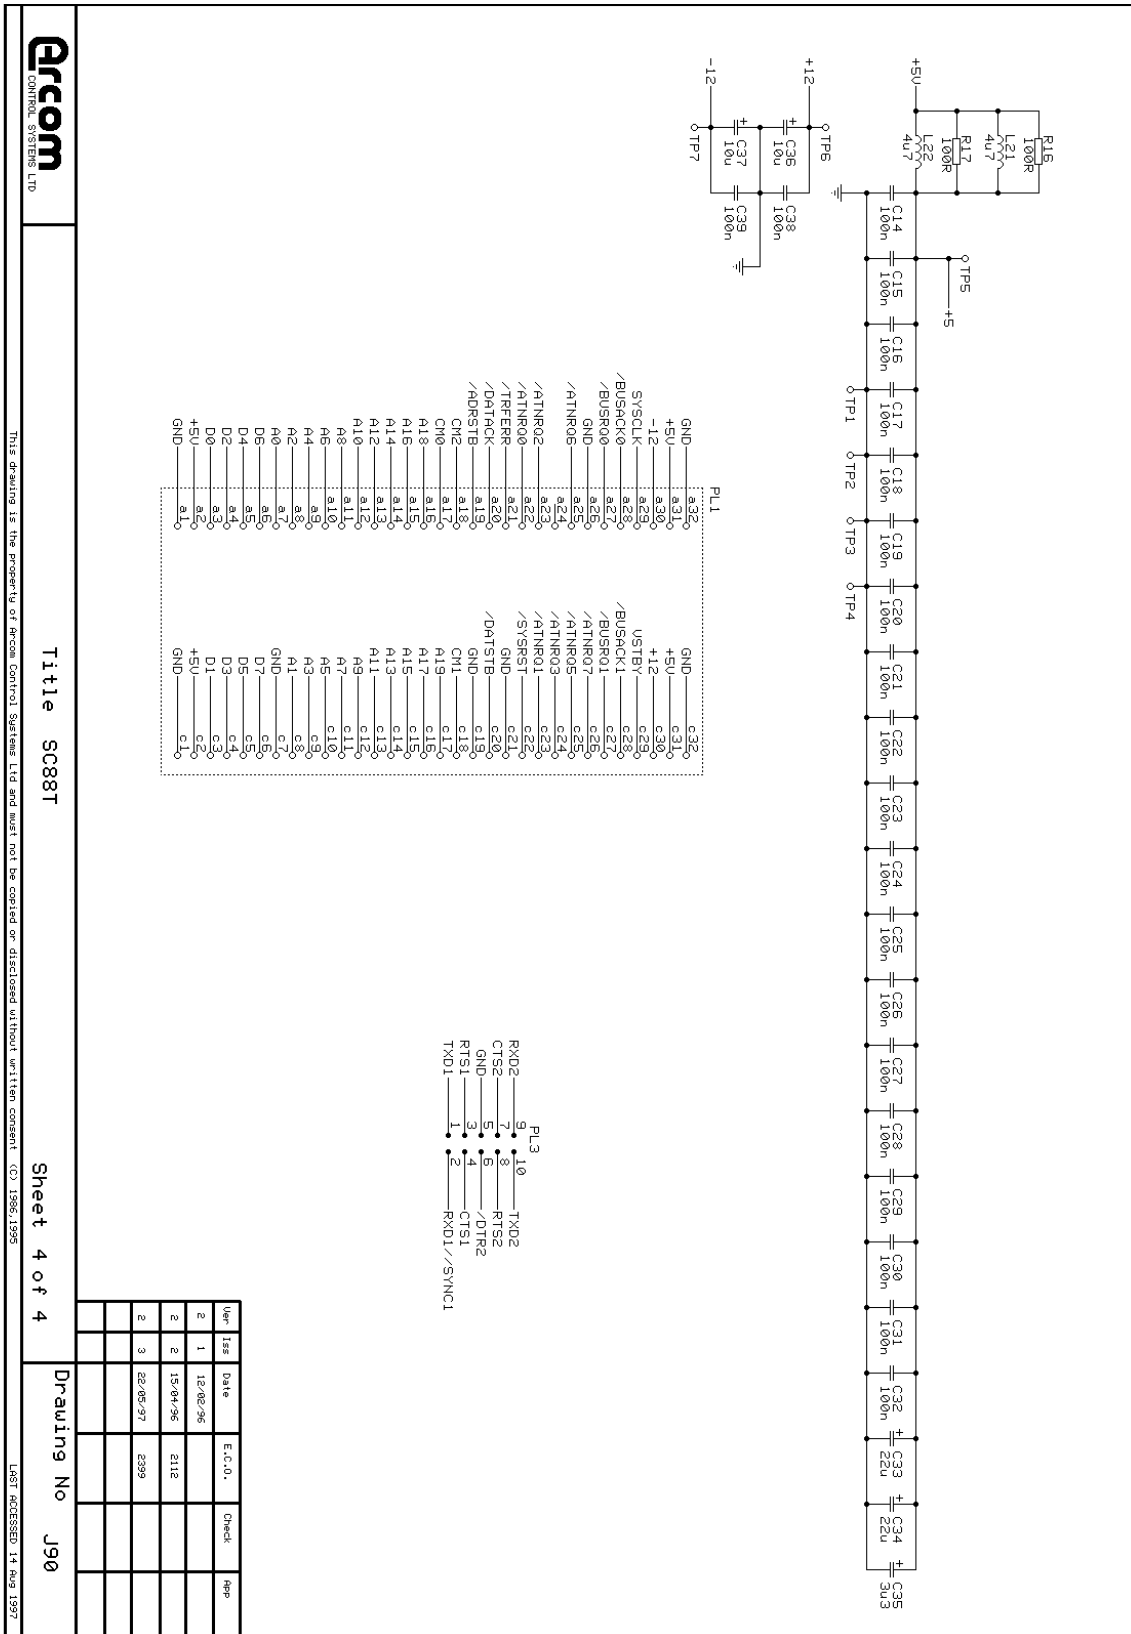 R16
100R
L21
4u7
R17
100R
L22
4u7
+5V
TP5
+5
C14
100n
C15
100n
C16
100n
C17
100n
C18
100n
C19
100n
C20
100n
C21
100n
C22
100n
C23
100n
C24
100n
C25
100n
C26
100n
C27
100n
C28
100n
C29
100n
C30
100n
C31
100n
C32
100n
+ C33
22u
+ C34
22u
+ C35
3u3
TP1
TP2
TP3
TP4
+12
TP6
+ C36
10u
C38
100n
+ C37
10u
C39
100n
-12
TP7
PL1
GND a32
+5V a31
-12 a30
SYSCLK a29
/BUSACK0 a28
/BUSRQ0 a27
GND a26
/ATNRQ6 a25
a24
/ATNRQ2 a23
/ATNRQ0 a22
/TRFERR a21
/DATACK a20
/ADRSTB a19
CM2 a18
CM0 a17
A18 a16
A16 a15
A14 a14
A12 a13
A10 a12
A8 a11
A6 a10
A4 a9
A2 a8
A0 a7
D6 a6
D4 a5
D2 a4
D0 a3
+5V a2
GND a1
GND c32
+5V c31
+12 c30
VSTBY c29
/BUSACK1 c28
/BUSRQ1 c27
/ATNRQ7 c26
/ATNRQ5 c25
/ATNRQ3 c24
/ATNRQ1 c23
/SYSRST c22
GND c21
/DATSTB c20
GND c19
CM1 c18
A19 c17
A17 c16
A15 c15
A13 c14
A11 c13
A9 c12
A7 c11
A5 c10
A3 c9
A1 c8
GND c7
D7 c6
D5 c5
D3 c4
D1 c3
+5V c2
GND c1
PL3
RXD2 9 10 TXD2
CTS2 7 8 RTS2
GND 5 6 /DTR2
RTS1 3 4 CTS1
TXD1 1 2 RXD1//SYNC1
Ver Iss Date E.C.O. Check App
2 1 12/02/96
2 2 15/04/96 2112
2 3 22/05/97 2399
Arcom
CONTROL SYSTEMS LTD
Title SC88T
Sheet 4 of 4
Drawing No J90
This drawing is the property of Arcom Control Systems Ltd and must not be copied or disclosed without written consent (C) 1986,1995
LAST ACCESSED 14 Aug 1997